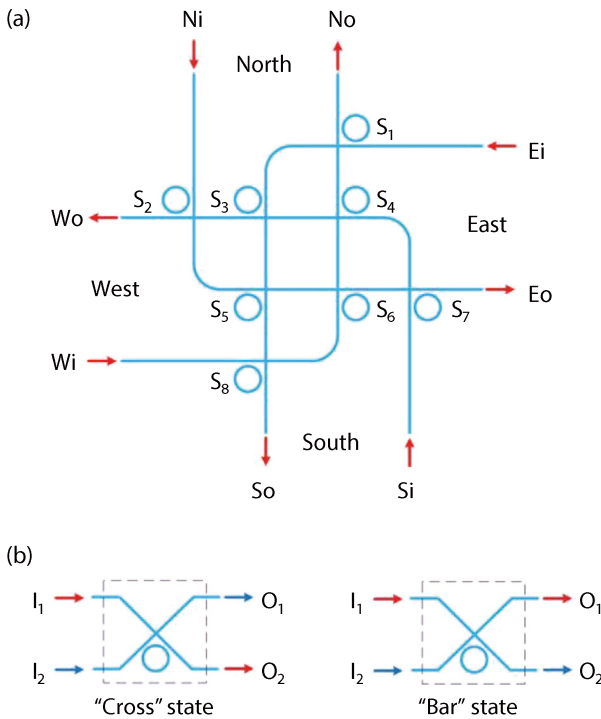 (a)
Ni
No
North
S1
Ei
S2
S3
S4
Wo
East
West
Eo
S5
S6
S7
Wi
S8
South
So
Si
(b)
I1
O1
I2
O2
"Cross" state
I1
O1
I2
O2
"Bar" state